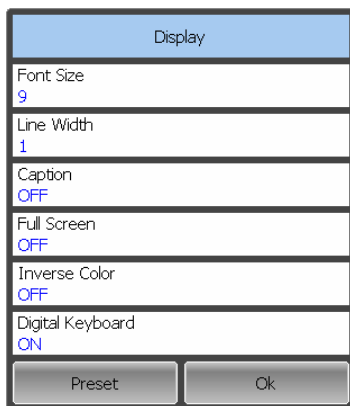 Display
Font Size
9
Line Width
1
Caption
OFF
Full Screen
OFF
Inverse Color
OFF
Digital Keyboard
ON
Preset
Ok